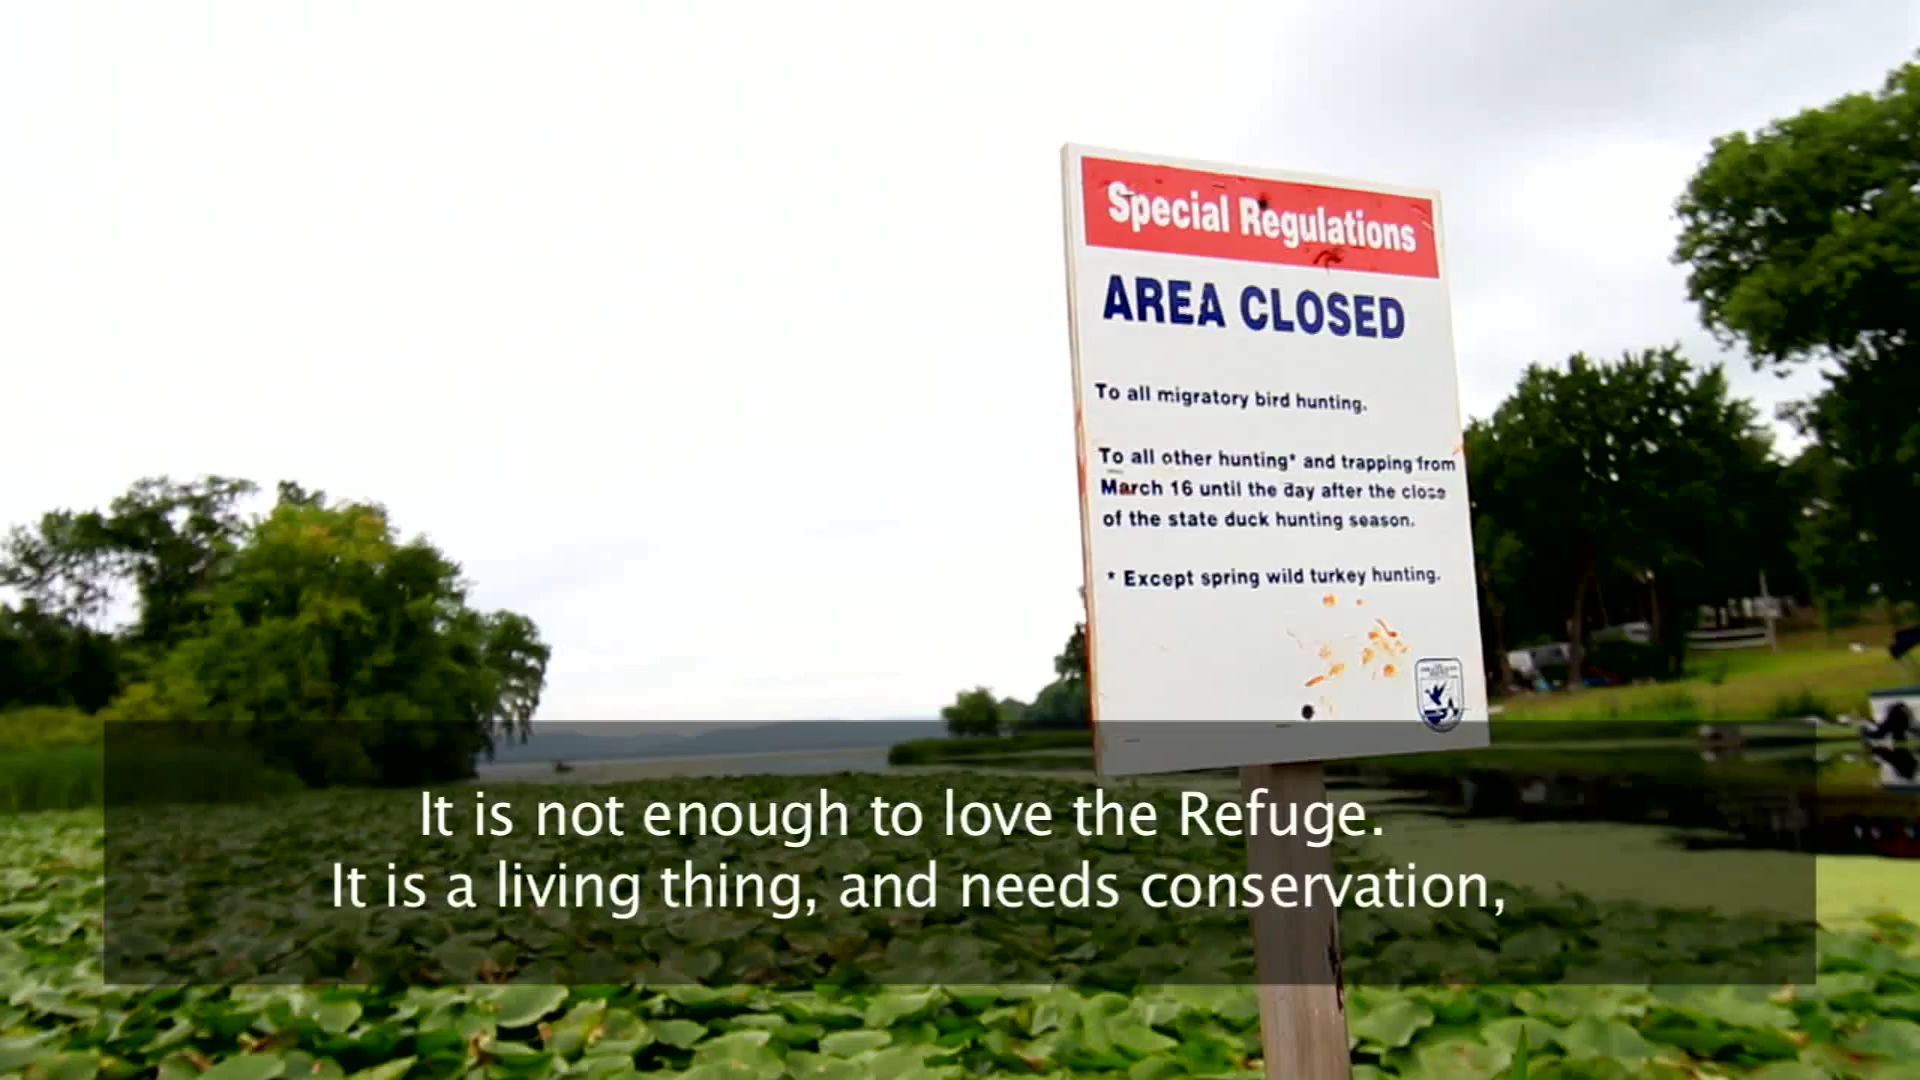 Special Regulations
AREA CLOSED
To all migratory bird hunting.
To all other hunting* and trapping from
March 16 until the day after the close
of the state duck hunting season.
* Except spring wild turkey hunting.
It is not enough to love the Refuge.
It is a living thing, and needs conservation,